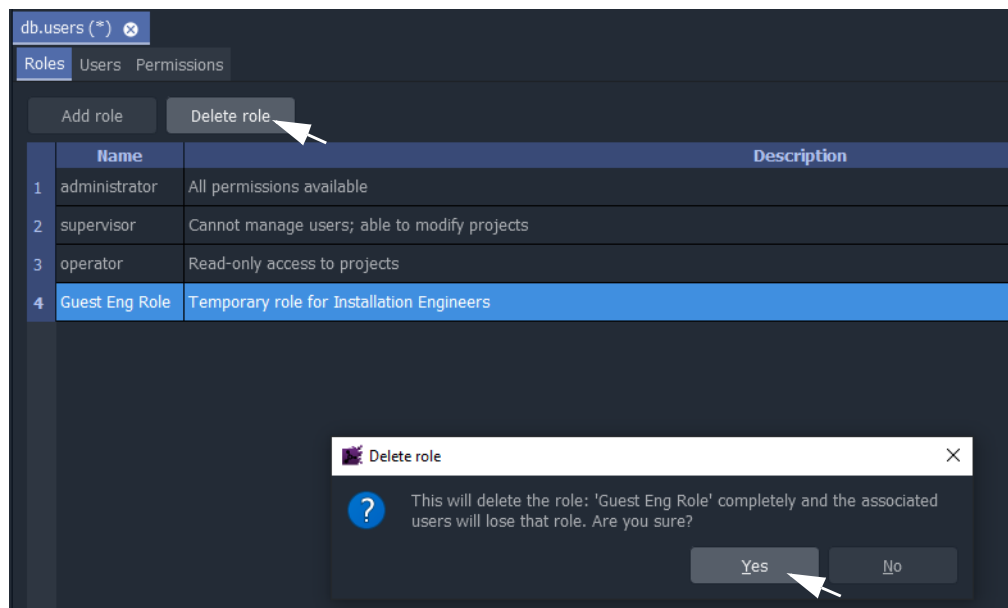 db.users (*)
Roles Users Permissions
Add role Delete role
Name Description
1 administrator All permissions available
2 supervisor Cannot manage users; able to modify projects
3 operator Read-only access to projects
4 Guest Eng Role Temporary role for Installation Engineers
Delete role
This will delete the role: 'Guest Eng Role' completely and the associated
users will lose that role. Are you sure?
Yes No